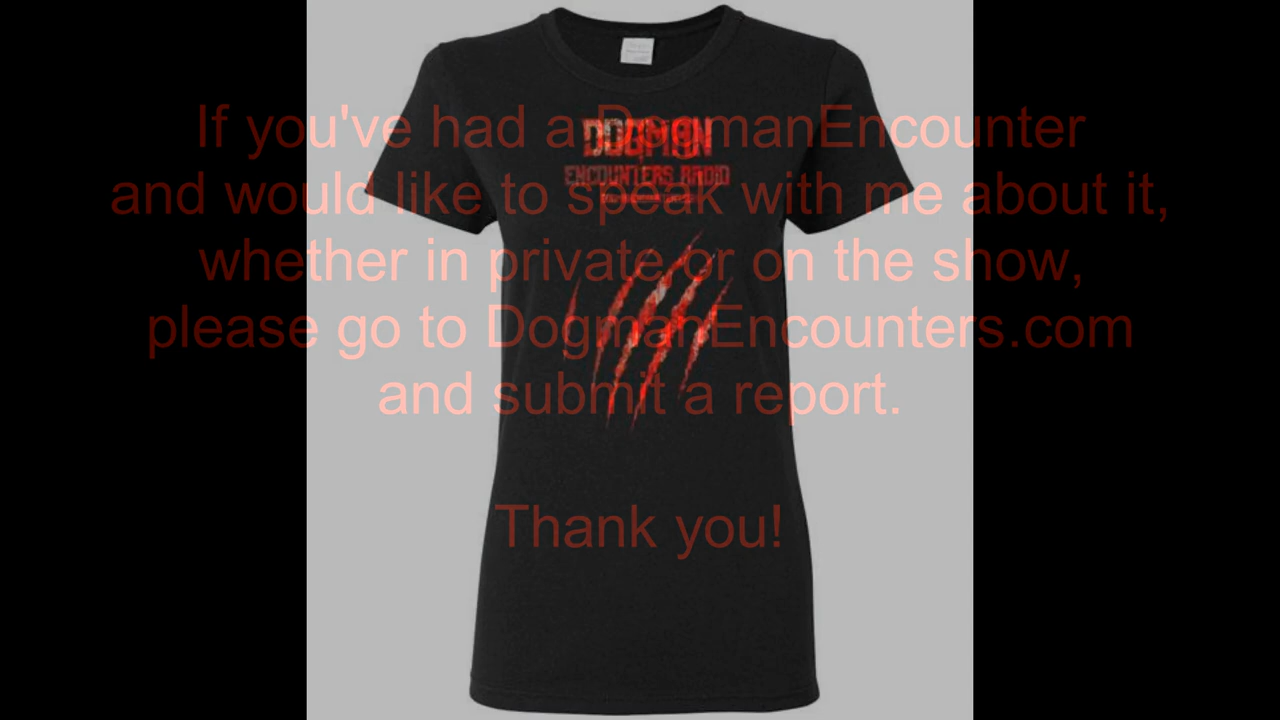 If you've had a DogmanEncounter
DOGMAN
ENCOUNTERS RADIO
and would like to speak with me about it,
whether in private or on the show,
please go to DogmanEncounters.com
and submit a report.
Thank you!